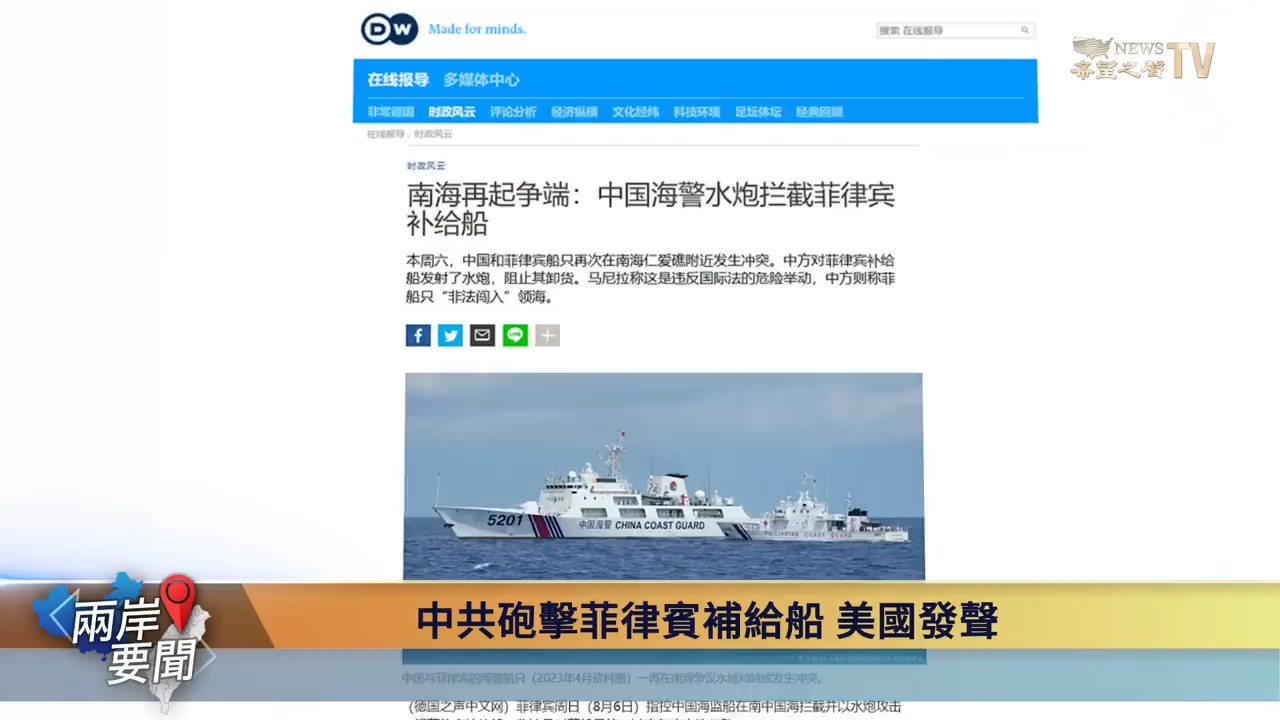 DW Made for minds.
搜索 在线报导
NEWS
希望之聲TV
在线报导 多媒体中心
非常德国 时政风云 评论分析 经济纵横 文化经纬 科技环境 足坛体坛 经典回顾
在线报导 / 时政风云
时政风云
南海再起争端：中国海警水炮拦截菲律宾
补给船
本周六，中国和菲律宾船只再次在南海仁爱礁附近发生冲突。中方对菲律宾补给
船发射了水炮，阻止其卸货。马尼拉称这是违反国际法的危险举动，中方则称菲
船只“非法闯入”领海。
5201 中国海警 CHINA COAST GUARD
PHILIPPINE COAST GUARD
兩岸
要聞
中共砲擊菲律賓補給船 美國發聲
中国与菲律宾的海警船只（2023年4月资料图）一再在南海争议水域对峙或发生冲突。
（德国之声中文网）菲律宾周日（8月6日）指控中国海监船在南中国海拦截并以水炮攻击